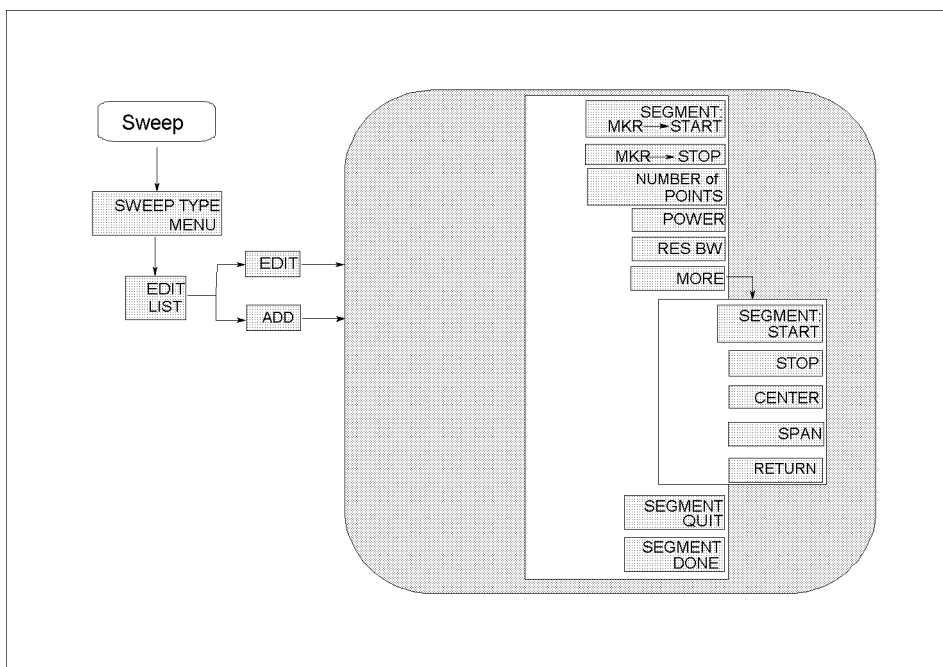 Sweep
SWEEP TYPE
MENU
EDIT
LIST
EDIT
ADD
SEGMENT:
MKR→START
MKR→ STOP
NUMBER of
POINTS
POWER
RES BW
MORE
SEGMENT:
START
STOP
CENTER
SPAN
RETURN
SEGMENT
QUIT
SEGMENT
DONE